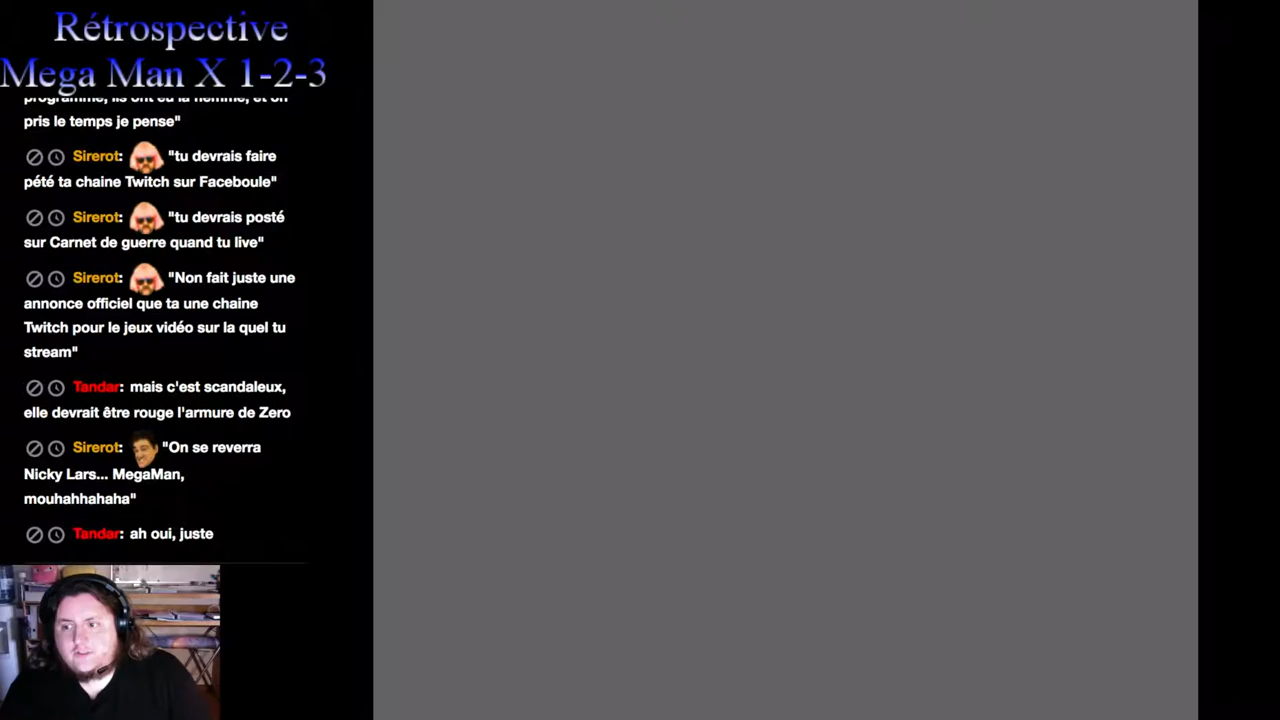 Rétrospective
Mega Man X 1-2-3
pris le temps je pense"
Sirerot: "tu devrais faire
pété ta chaine Twitch sur Faceboule"
Sirerot: "tu devrais posté
sur Carnet de guerre quand tu live"
Sirerot: "Non fait juste une
annonce officiel que ta une chaine
Twitch pour le jeux vidéo sur la quel tu
stream"
Tandar: mais c'est scandaleux,
elle devrait être rouge l'armure de Zero
Sirerot: "On se reverra
Nicky Lars... MegaMan,
mouhahhahaha"
Tandar: ah oui, juste